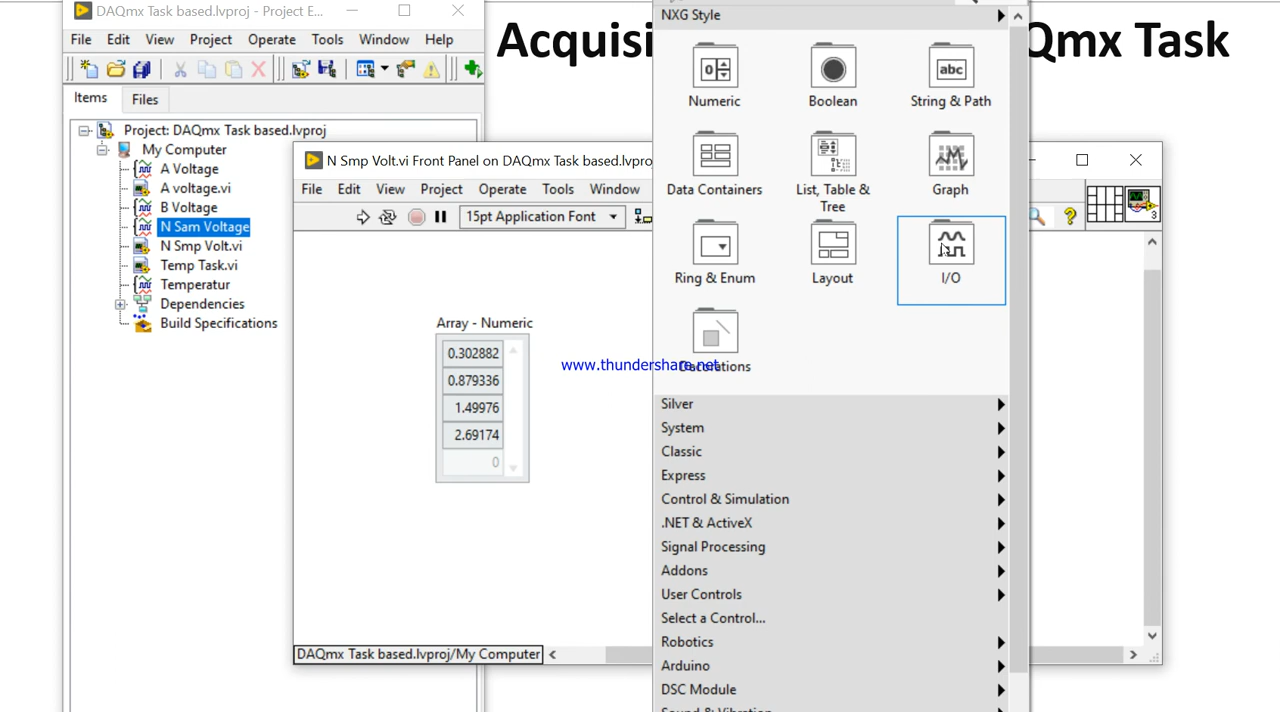 DAQmx Task based.lvproj - Project E...
File Edit View Project Operate Tools Window Help
Items Files
Project: DAQmx Task based.lvproj
My Computer
A Voltage
A voltage.vi
B Voltage
N Sam Voltage
N Smp Volt.vi
Temp Task.vi
Temperatur
Dependencies
Build Specifications
Acquisi
Qmx Task
N Smp Volt.vi Front Panel on DAQmx Task based.lvpro
File Edit View Project Operate Tools Window
15pt Application Font
3
Array - Numeric
0.302882
0.879336
1.49976
2.69174
0
DAQmx Task based.lvproj/My Computer
www.thundershare.net
NXG Style
Numeric Boolean String & Path
abc
Data Containers List, Table & Tree Graph
Ring & Enum Layout I/O
Silver
System
Classic
Express
Control & Simulation
.NET & ActiveX
Signal Processing
Addons
User Controls
Select a Control...
Robotics
Arduino
DSC Module
Sound & Vibration